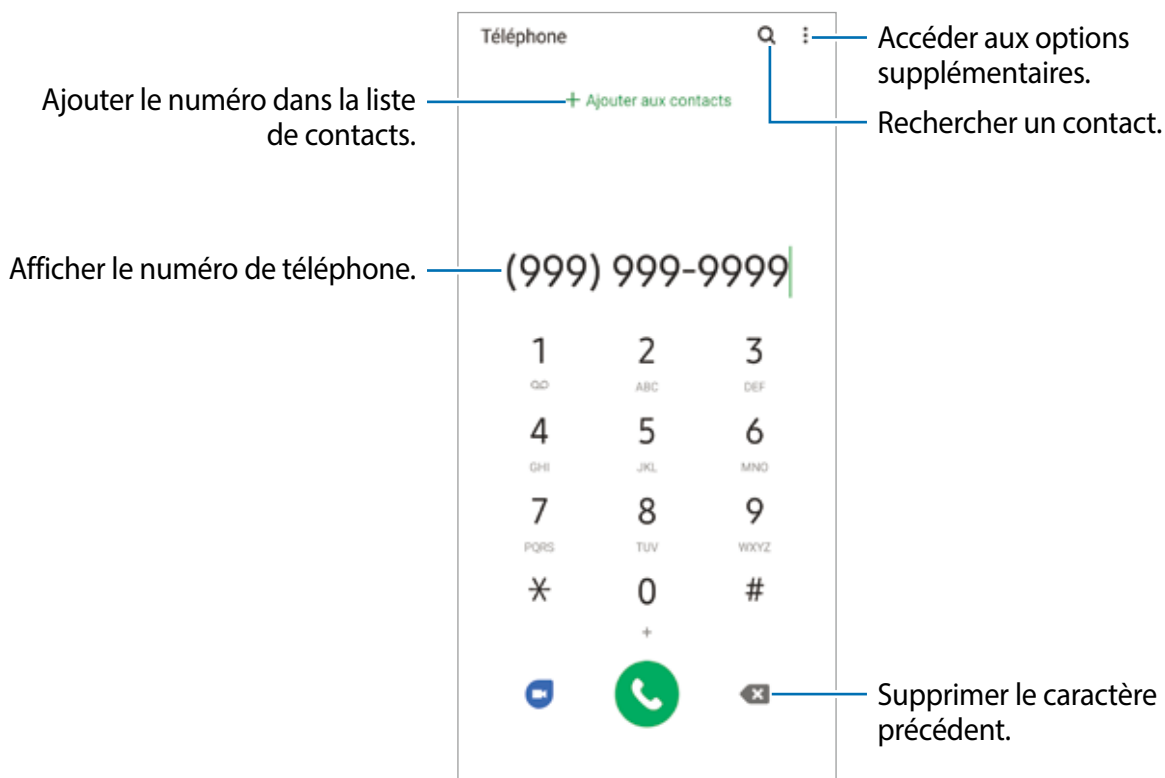 Téléphone
Accéder aux options
supplémentaires.
Ajouter le numéro dans la liste
de contacts.
+ Ajouter aux contacts
Rechercher un contact.
Afficher le numéro de téléphone.
(999) 999-9999
1 2 3
ABC DEF
4 5 6
GHI JKL MNO
7 8 9
PQRS TUV WXYZ
* 0 #
+
Supprimer le caractère
précédent.